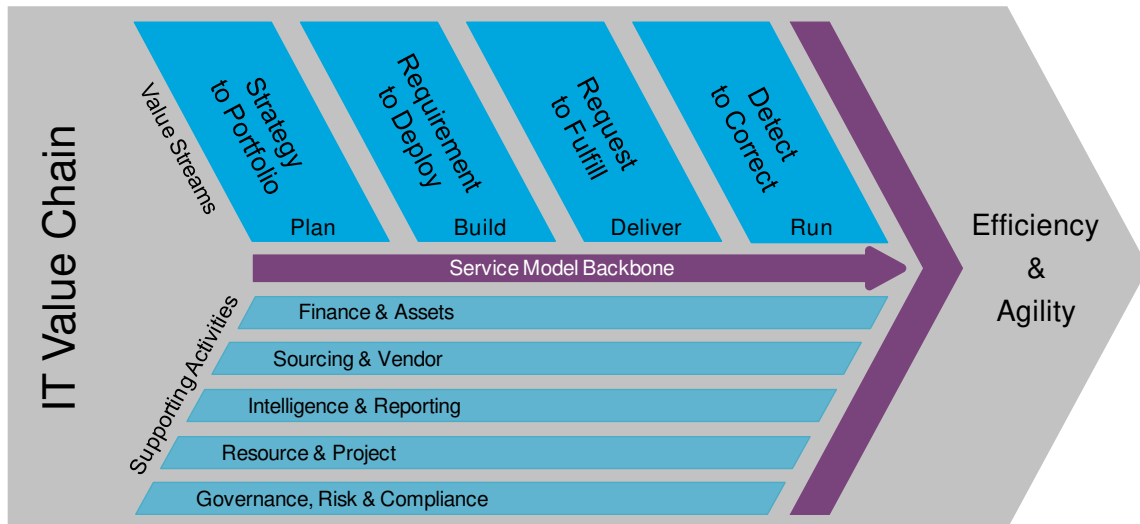 IT Value Chain
Value Streams
Strategy
to Portfolio
Plan
Requirement
to Deploy
Build
Request
to Fulfill
Deliver
Detect
to Correct
Run
Service Model Backbone
Supporting Activities
Finance & Assets
Sourcing & Vendor
Intelligence & Reporting
Resource & Project
Governance, Risk & Compliance
Efficiency
&
Agility